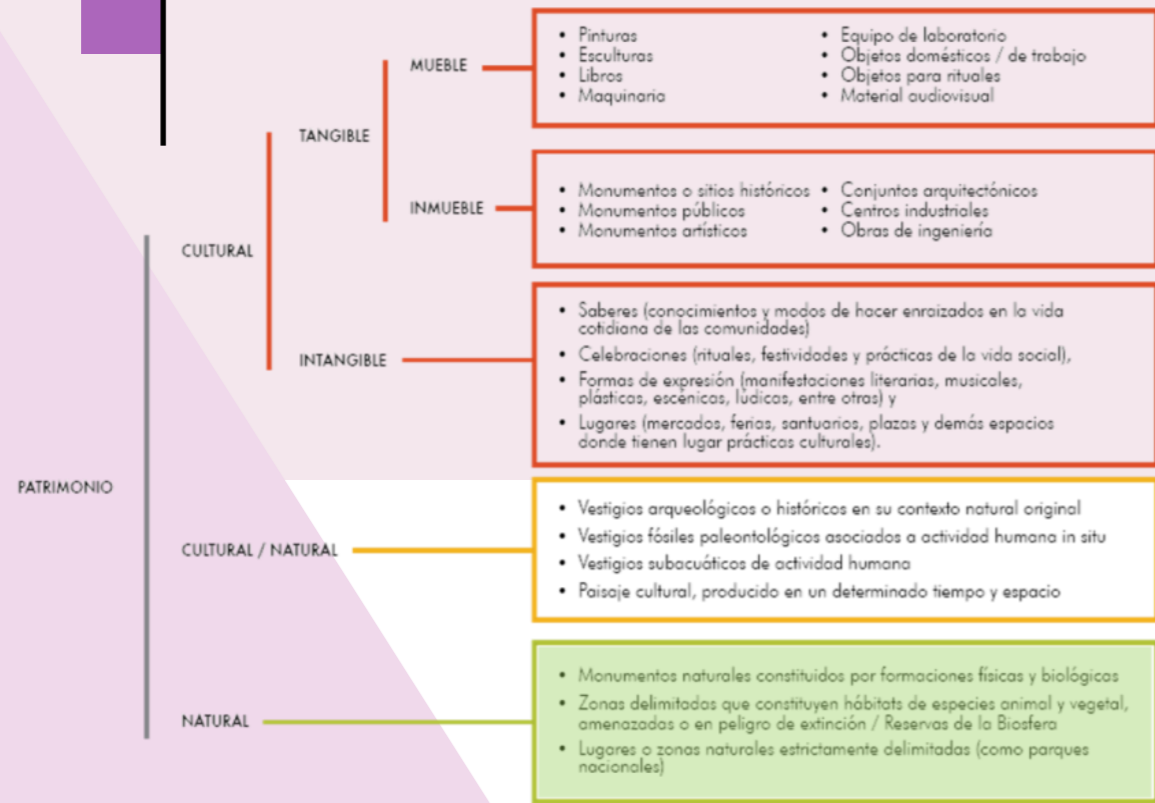 PATRIMONIO
CULTURAL
TANGIBLE
MUEBLE
• Pinturas
• Esculturas
• Libros
• Maquinaria
• Equipo de laboratorio
• Objetos domésticos / de trabajo
• Objetos para rituales
• Material audiovisual
INMUEBLE
• Monumentos o sitios históricos
• Monumentos públicos
• Monumentos artísticos
• Conjuntos arquitectónicos
• Centros industriales
• Obras de ingeniería
INTANGIBLE
• Saberes (conocimientos y modos de hacer enraizados en la vida
cotidiana de las comunidades)
• Celebraciones (rituales, festividades y prácticas de la vida social),
• Formas de expresión (manifestaciones literarias, musicales,
plásticas, escénicas, lúdicas, entre otras) y
• Lugares (mercados, ferias, santuarios, plazas y demás espacios
donde tienen lugar prácticas culturales).
CULTURAL / NATURAL
• Vestigios arqueológicos o históricos en su contexto natural original
• Vestigios fósiles paleontológicos asociados a actividad humana in situ
• Vestigios subacuáticos de actividad humana
• Paisaje cultural, producido en un determinado tiempo y espacio
NATURAL
• Monumentos naturales constituidos por formaciones físicas y biológicas
• Zonas delimitadas que constituyen hábitats de especies animal y vegetal,
amenazadas o en peligro de extinción / Reservas de la Biosfera
• Lugares o zonas naturales estrictamente delimitadas (como parques
nacionales)